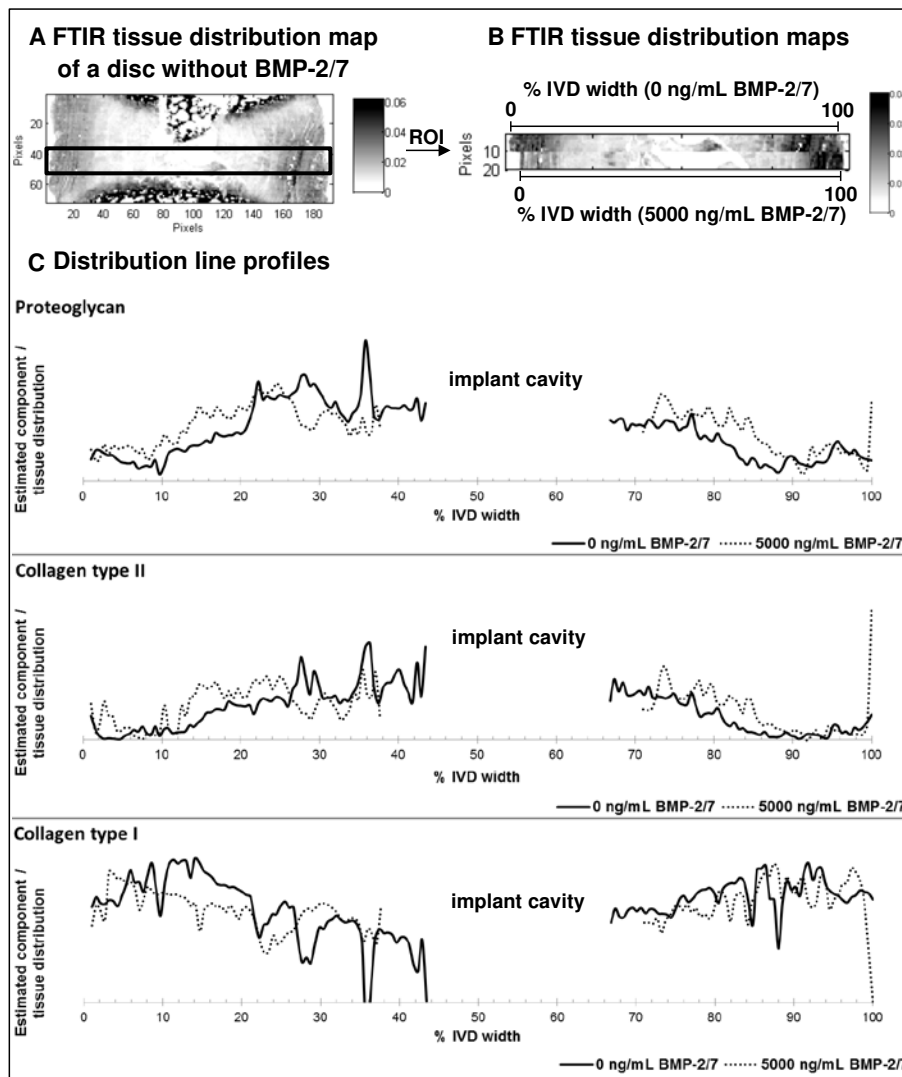 A FTIR tissue distribution map
of a disc without BMP-2/7
B FTIR tissue distribution maps
Pixels
20
40
60
20 40 60 80 100 120 140 160 180
Pixels
0.06
0.04
0.02
0
ROI
% IVD width (0 ng/mL BMP-2/7)
0 100
Pixels
10
20
0 100
% IVD width (5000 ng/mL BMP-2/7)
C Distribution line profiles
Proteoglycan
Estimated component /
tissue distribution
implant cavity
0 10 20 30 40 50 60 70 80 90 100
% IVD width
0 ng/mL BMP-2/7 5000 ng/mL BMP-2/7
Collagen type II
Estimated component /
tissue distribution
implant cavity
0 10 20 30 40 50 60 70 80 90 100
% IVD width
0 ng/mL BMP-2/7 5000 ng/mL BMP-2/7
Collagen type I
Estimated component /
tissue distribution
implant cavity
0 10 20 30 40 50 60 70 80 90 100
% IVD width
0 ng/mL BMP-2/7 5000 ng/mL BMP-2/7